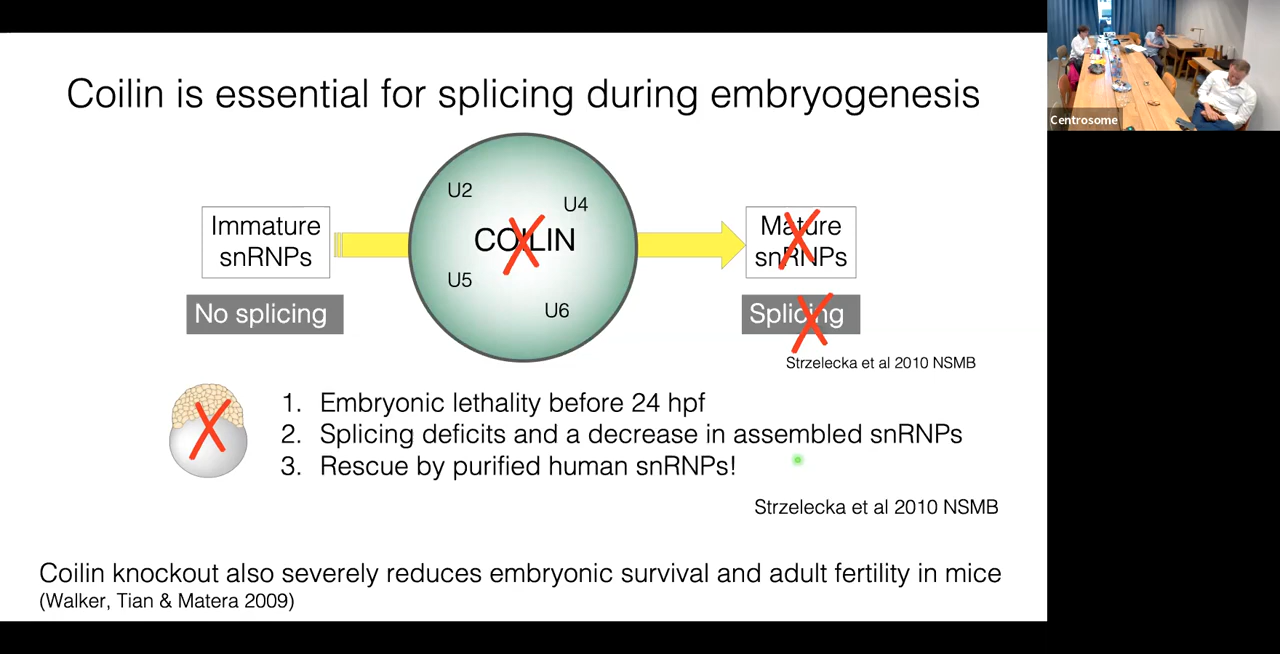 Coilin is essential for splicing during embryogenesis
Centrosome
U2
U4
Immature
snRNPs
COILIN
Mature
snRNPs
U5
U6
No splicing
Splicing
Strzelecka et al 2010 NSMB
1. Embryonic lethality before 24 hpf
2. Splicing deficits and a decrease in assembled snRNPs
3. Rescue by purified human snRNPs!
Strzelecka et al 2010 NSMB
Coilin knockout also severely reduces embryonic survival and adult fertility in mice
(Walker, Tian & Matera 2009)